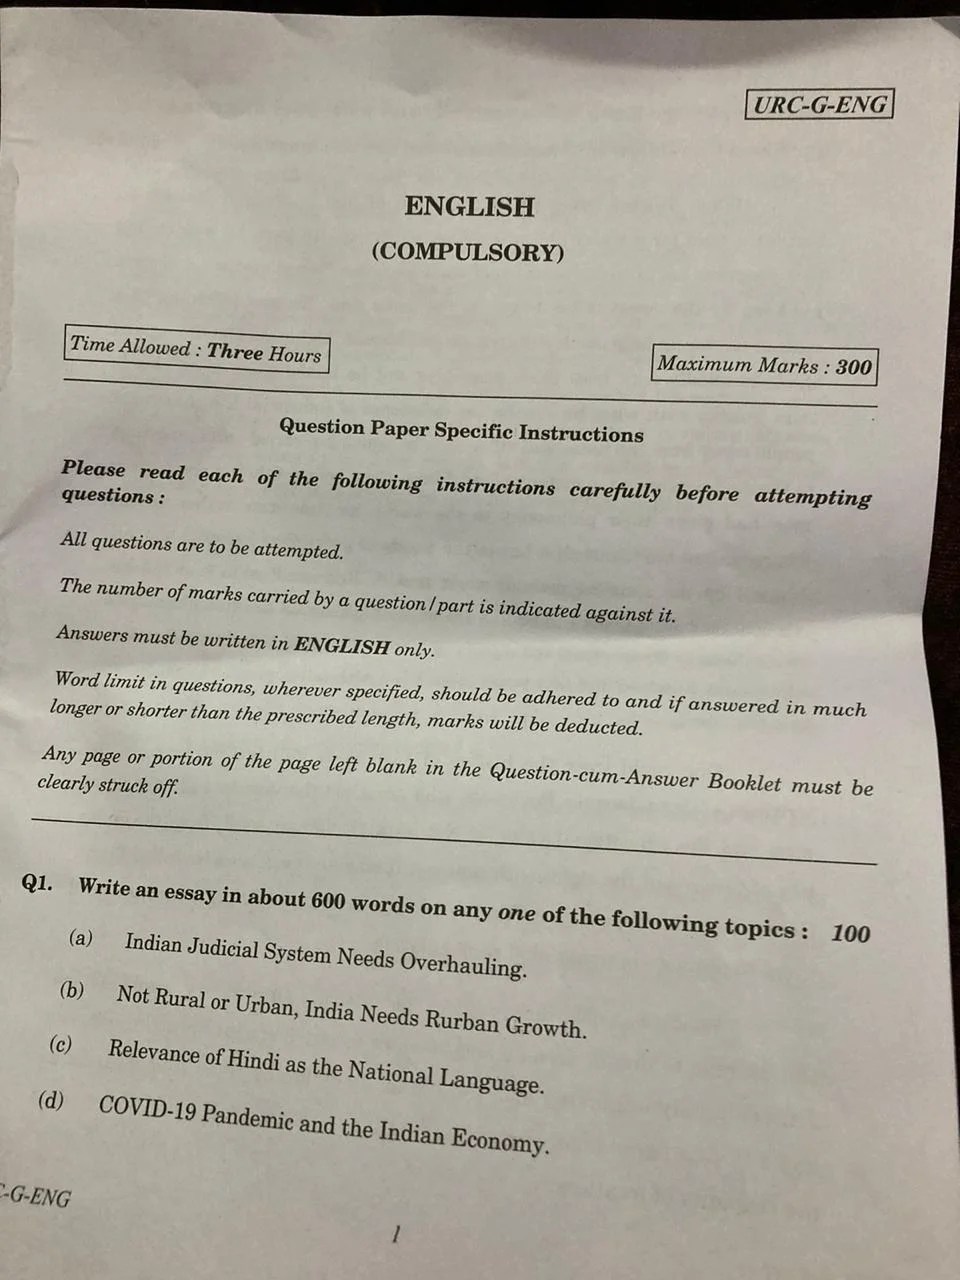 URC-G-ENG
ENGLISH
(COMPULSORY)
Time Allowed : Three Hours
Maximum Marks : 300
Question Paper Specific Instructions
Please read each of the following instructions carefully before attempting
questions :
All questions are to be attempted.
The number of marks carried by a question / part is indicated against it.
Answers must be written in ENGLISH only.
Word limit in questions, wherever specified, should be adhered to and if answered in much
longer or shorter than the prescribed length, marks will be deducted.
Any page or portion of the page left blank in the Question-cum-Answer Booklet must be
clearly struck off.
Q1. Write an essay in about 600 words on any one of the following topics : 100
(a) Indian Judicial System Needs Overhauling.
(b) Not Rural or Urban, India Needs Rurban Growth.
(c) Relevance of Hindi as the National Language.
(d) COVID-19 Pandemic and the Indian Economy.
C-G-ENG
1